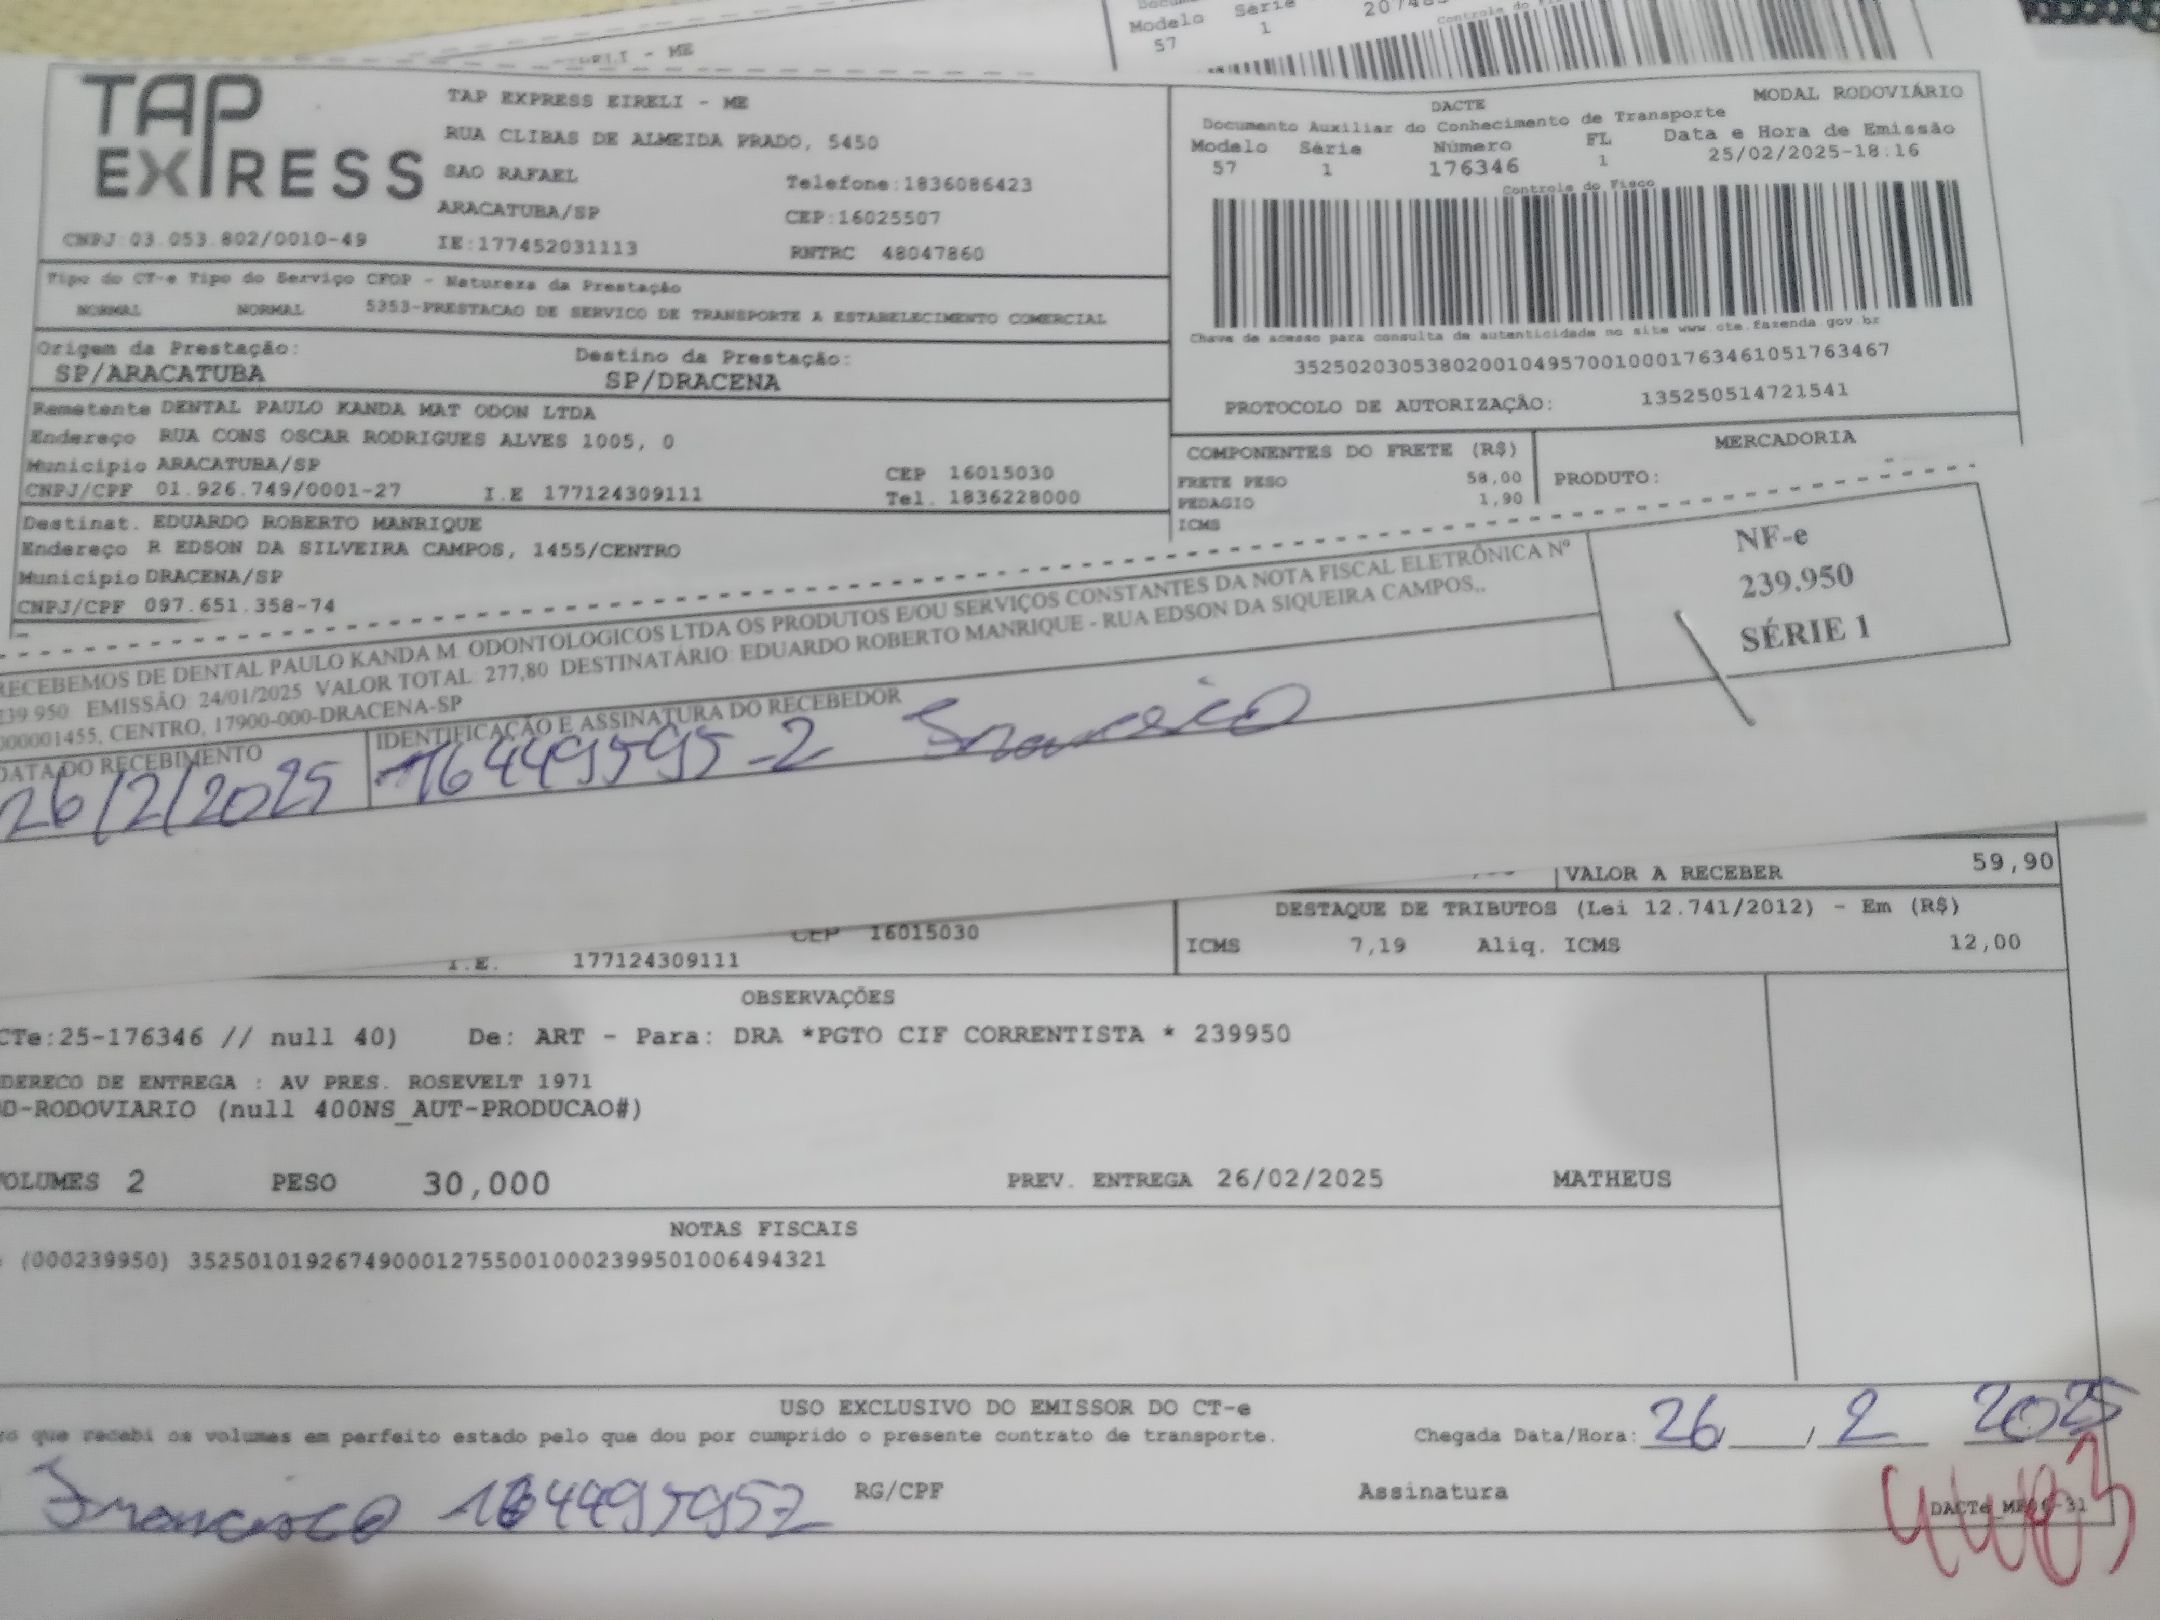 Modelo Série
57 1
Controle do
- ME
TAP EXPRESS
TAP EXPRESS EIRELI - ME
RUA CLIBAS DE ALMEIDA PRADO, 5450
SAO RAFAEL Telefone:1836086423
ARACATUBA/SP CEP:16025507
CNPJ:03.053.802/0010-49 IE:177452031113 RNTRC 48047860
DACTE MODAL RODOVIÁRIO
Documento Auxiliar do Conhecimento de Transporte
Modelo Série Número FL Data e Hora de Emissão
57 1 176346 1 25/02/2025-18:16
Controle do Fisco
Chave de acesso para consulta de autenticidade no site www.cte.fazenda.gov.br
35250203053802001049570010001763461051763467
PROTOCOLO DE AUTORIZAÇÃO: 135250514721541
Tipo do CT-e Tipo do Serviço CFOP - Natureza da Prestação
NORMAL NORMAL 5353-PRESTACAO DE SERVICO DE TRANSPORTE A ESTABELECIMENTO COMERCIAL
Origem da Prestação: Destino da Prestação:
SP/ARACATUBA SP/DRACENA
Remetente DENTAL PAULO KANDA MAT ODON LTDA
Endereço RUA CONS OSCAR RODRIGUES ALVES 1005, 0
Municipio ARACATUBA/SP CEP 16015030
CNPJ/CPF 01.926.749/0001-27 I.E 177124309111 Tel. 1836228000
COMPONENTES DO FRETE (R$) MERCADORIA
FRETE PESO 58,00 PRODUTO:
PEDAGIO 1,90
ICMS
Destinat. EDUARDO ROBERTO MANRIQUE
Endereço R EDSON DA SILVEIRA CAMPOS, 1455/CENTRO
Municipio DRACENA/SP
CNPJ/CPF 097.651.358-74
RECEBEMOS DE DENTAL PAULO KANDA M. ODONTOLOGICOS LTDA OS PRODUTOS E/OU SERVIÇOS CONSTANTES DA NOTA FISCAL ELETRÔNICA Nº
239.950 EMISSÃO: 24/01/2025 VALOR TOTAL: 277,80 DESTINATÁRIO: EDUARDO ROBERTO MANRIQUE - RUA EDSON DA SIQUEIRA CAMPOS,,
000001455, CENTRO, 17900-000-DRACENA-SP
NF-e
239.950
SÉRIE 1
DATA DO RECEBIMENTO IDENTIFICAÇÃO E ASSINATURA DO RECEBEDOR
26/2/2025 16449595-2 Francisco
VALOR A RECEBER 59,90
DESTAQUE DE TRIBUTOS (Lei 12.741/2012) - Em (R$)
CEP 16015030
I.E. 177124309111
ICMS 7,19 Aliq. ICMS 12,00
OBSERVAÇÕES
CTe:25-176346 // null 40) De: ART - Para: DRA *PGTO CIF CORRENTISTA * 239950
DERECO DE ENTREGA : AV PRES. ROSEVELT 1971
OD-RODOVIARIO (null 400NS_AUT-PRODUCAO#)
VOLUMES 2 PESO 30,000 PREV. ENTREGA 26/02/2025 MATHEUS
NOTAS FISCAIS
(000239950) 35250101926749000127550010002399501006494321
USO EXCLUSIVO DO EMISSOR DO CT-e
que recebi os volumes em perfeito estado pelo que dou por cumprido o presente contrato de transporte. Chegada Data/Hora: 26 / 2 2025
Francisco 164495952 RG/CPF Assinatura